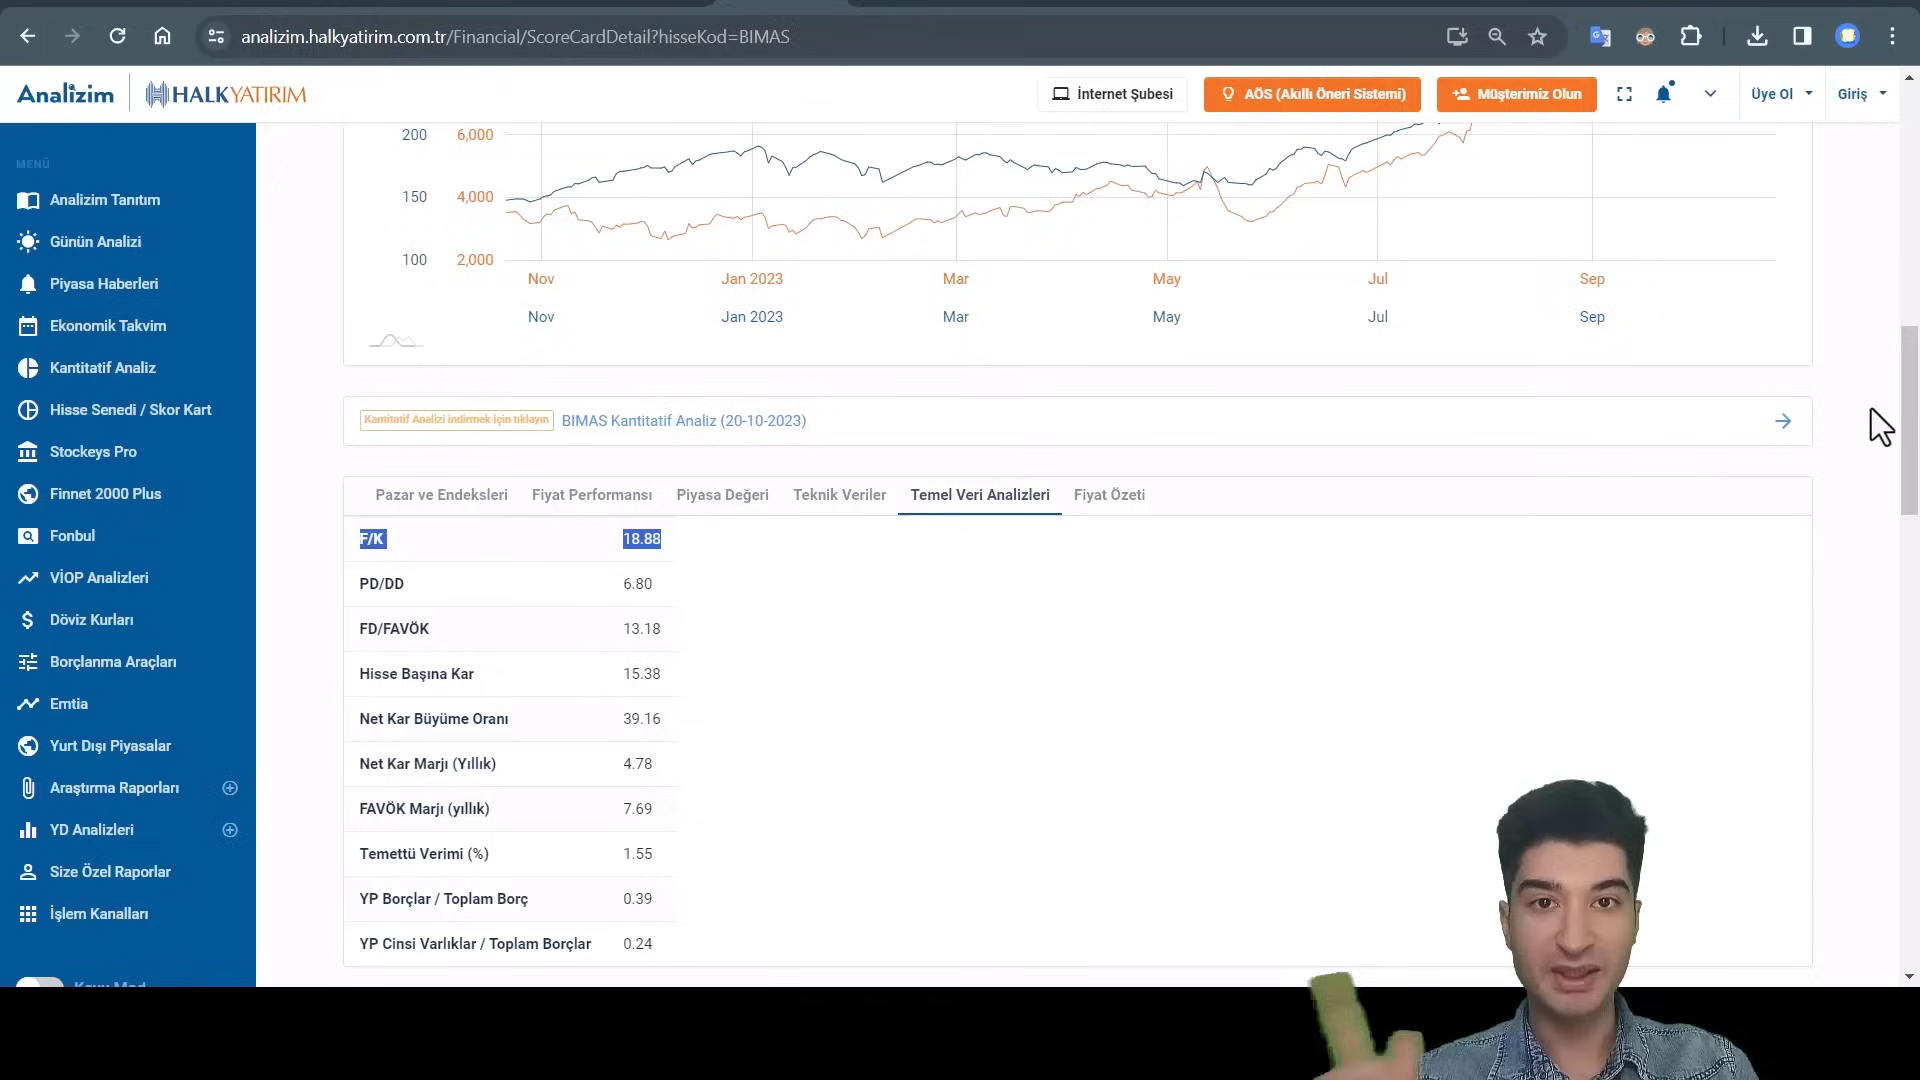 analizim.halkyatirim.com.tr/Financial/ScoreCardDetail?hisseKod=BIMAS
Analizim
HALKYATIRIM
İnternet Şubesi
AÖS (Akıllı Öneri Sistemi)
Müşterimiz Olun
Üye Ol
Giriş
MENÜ
Analizim Tanıtım
Günün Analizi
Piyasa Haberleri
Ekonomik Takvim
Kantitatif Analiz
Hisse Senedi / Skor Kart
Stockeys Pro
Finnet 2000 Plus
Fonbul
VİOP Analizleri
Döviz Kurları
Borçlanma Araçları
Emtia
Yurt Dışı Piyasalar
Araştırma Raporları
YD Analizleri
Size Özel Raporlar
İşlem Kanalları
200 6,000
150 4,000
100 2,000
Nov Jan 2023 Mar May Jul Sep
Nov Jan 2023 Mar May Jul Sep
Kantitatif Analizi indirmek için tıklayın BIMAS Kantitatif Analiz (20-10-2023)
Pazar ve Endeksleri Fiyat Performansı Piyasa Değeri Teknik Veriler Temel Veri Analizleri Fiyat Özeti
F/K 18.88
PD/DD 6.80
FD/FAVÖK 13.18
Hisse Başına Kar 15.38
Net Kar Büyüme Oranı 39.16
Net Kar Marjı (Yıllık) 4.78
FAVÖK Marjı (yıllık) 7.69
Temettü Verimi (%) 1.55
YP Borçlar / Toplam Borç 0.39
YP Cinsi Varlıklar / Toplam Borçlar 0.24